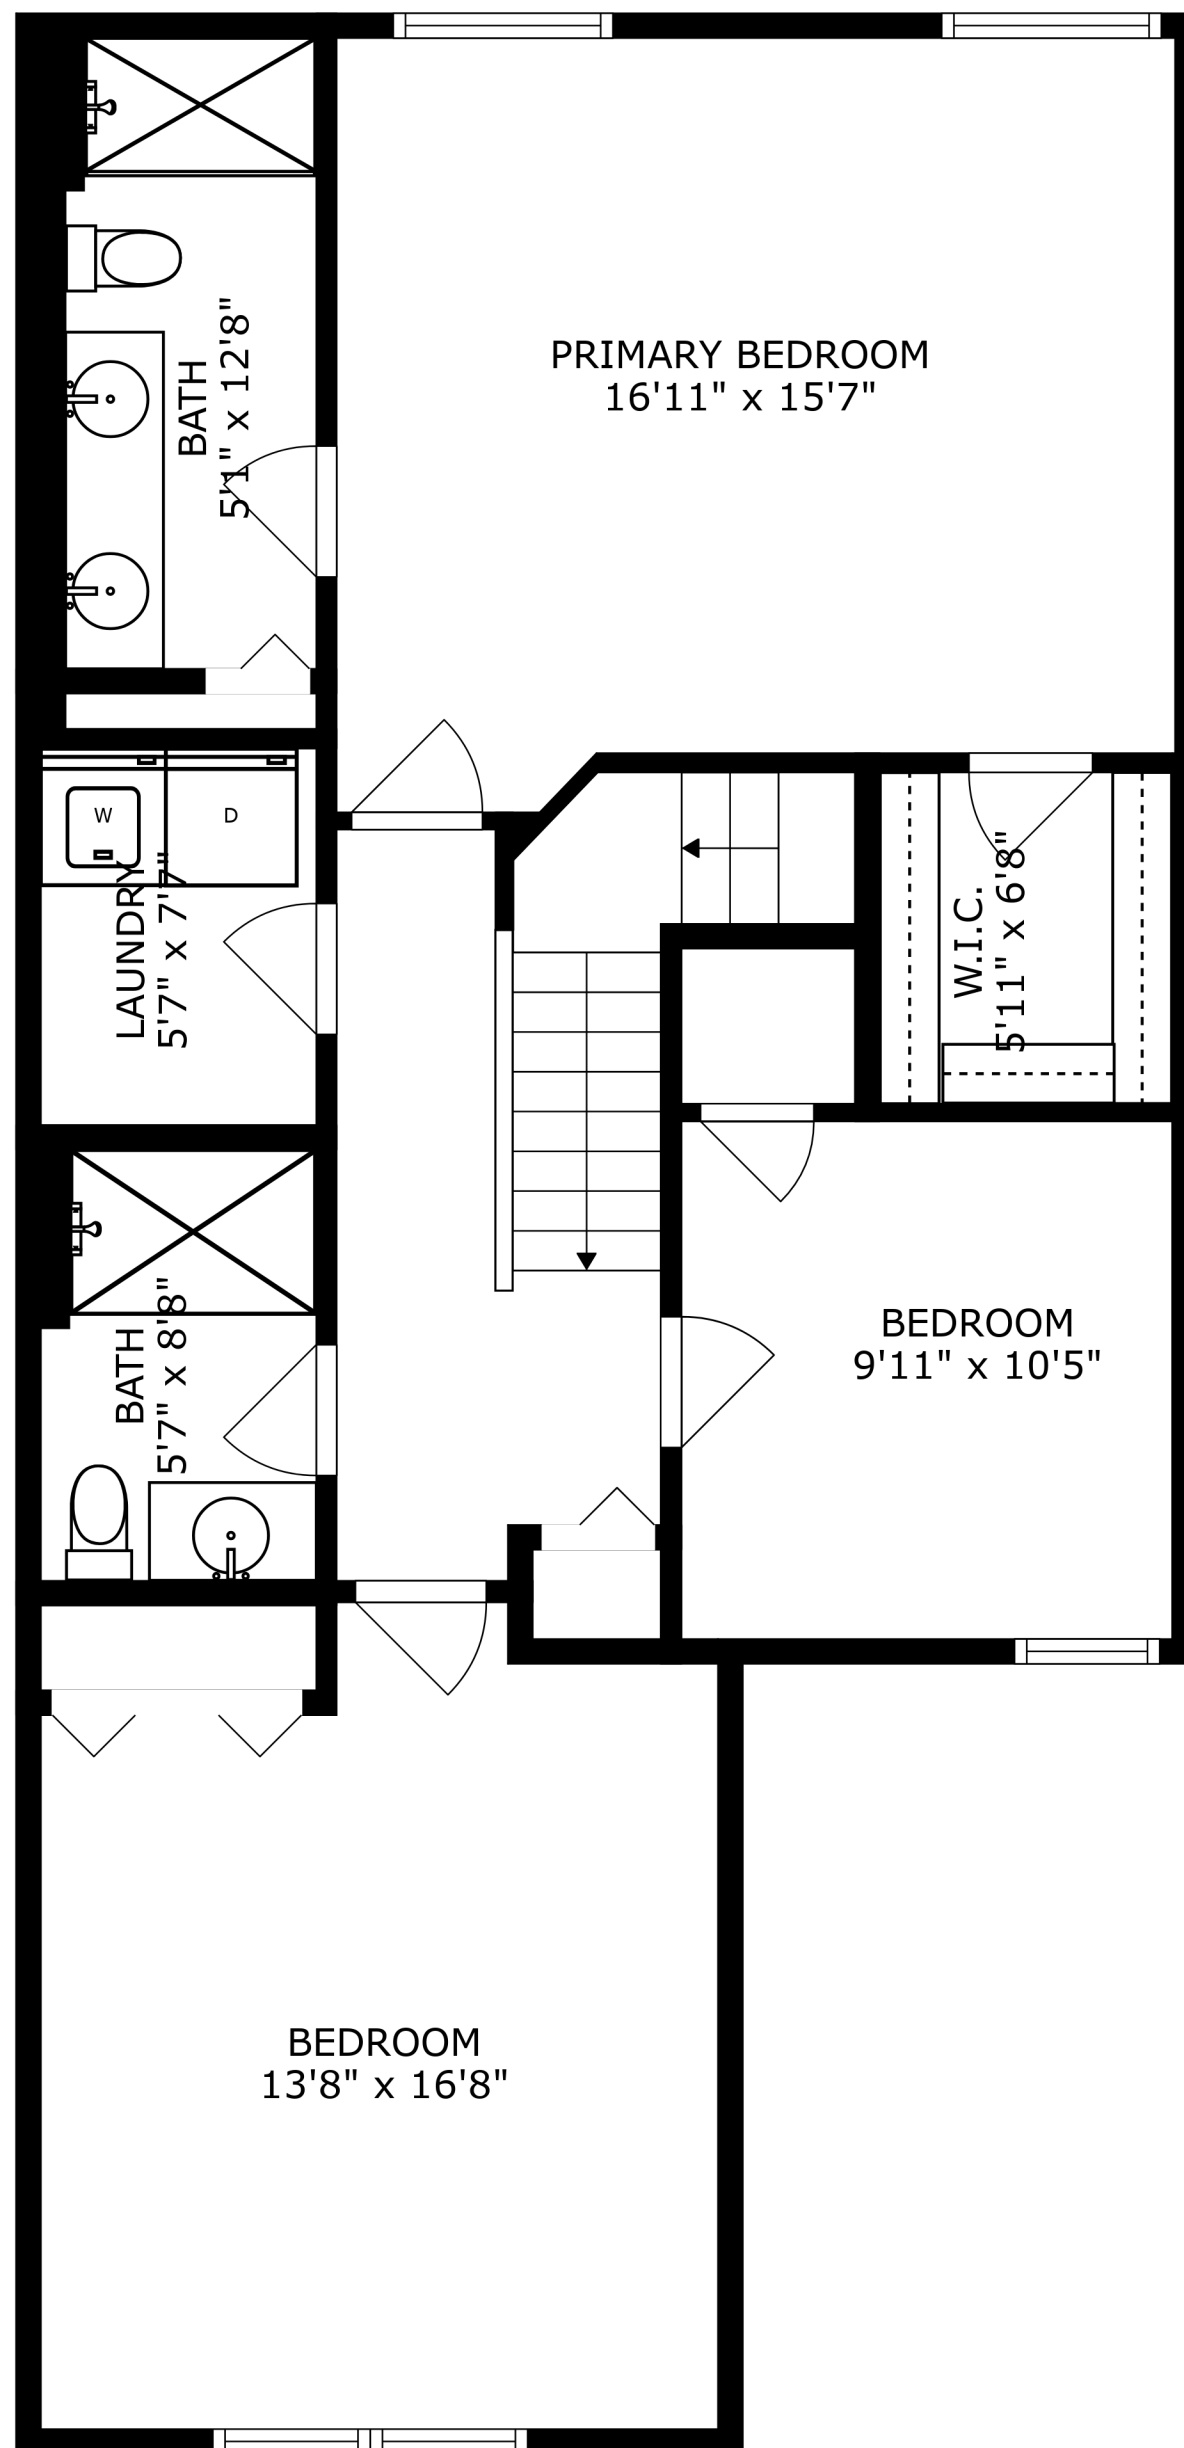 PRIMARY BEDROOM
16'11" x 15'7"
BATH
5'1" x 12'8"
W
D
LAUNDRY
5'7" x 7'7"
W.I.C.
5'11" x 6'8"
BATH
5'7" x 8'8"
BEDROOM
9'11" x 10'5"
BEDROOM
13'8" x 16'8"